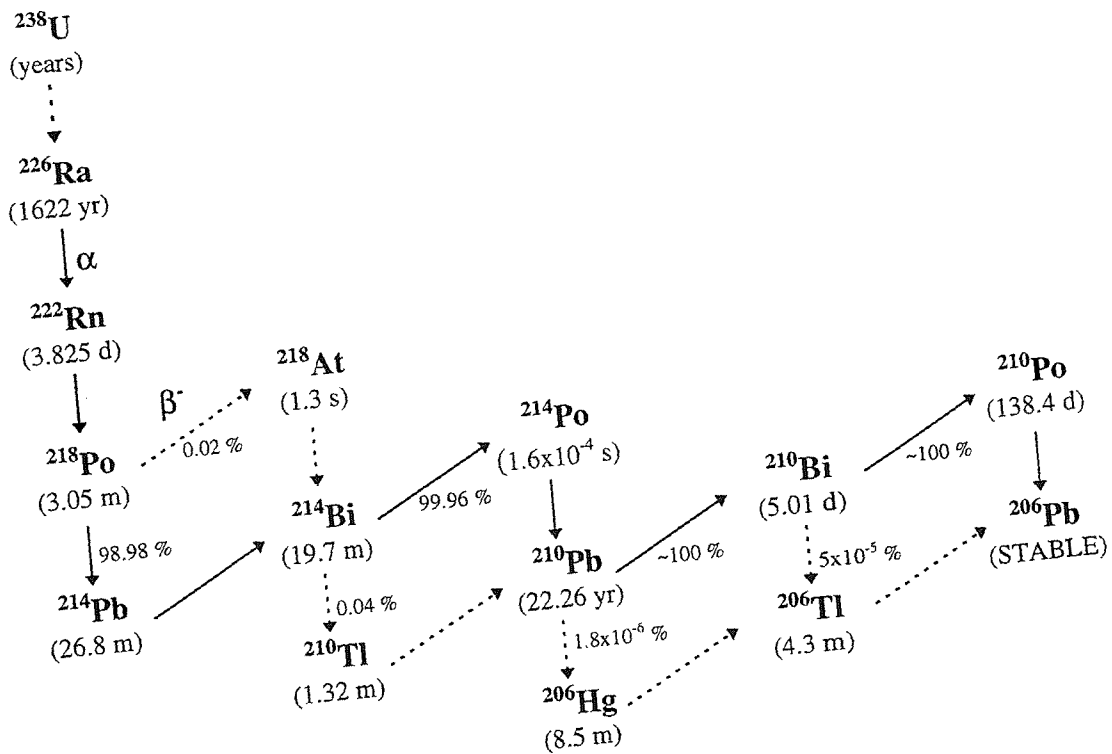 ²³⁸U
(years)
²²⁶Ra
(1622 yr)
α
²²²Rn
(3.825 d)
²¹⁸Po
(3.05 m)
98.98 %
²¹⁴Pb
(26.8 m)
β⁻
0.02 %
²¹⁸At
(1.3 s)
²¹⁴Bi
(19.7 m)
99.96 %
0.04 %
²¹⁰Tl
(1.32 m)
²¹⁴Po
(1.6x10⁻⁴ s)
²¹⁰Pb
(22.26 yr)
~100 %
1.8x10⁻⁶ %
²⁰⁶Hg
(8.5 m)
²¹⁰Bi
(5.01 d)
~100 %
5x10⁻⁵ %
²⁰⁶Tl
(4.3 m)
²¹⁰Po
(138.4 d)
²⁰⁶Pb
(STABLE)